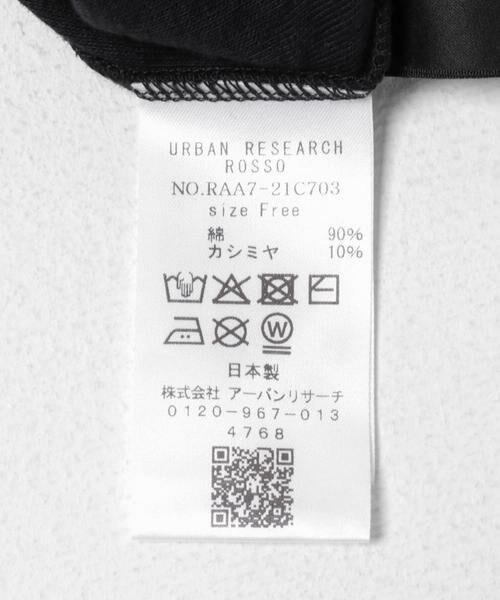 URBAN RESEARCH
ROSSO
NO.RAA7-21C703
size Free
綿 90%
カシミヤ 10%
W
日本製
株式会社 アーバンリサーチ
0120-967-013
4768